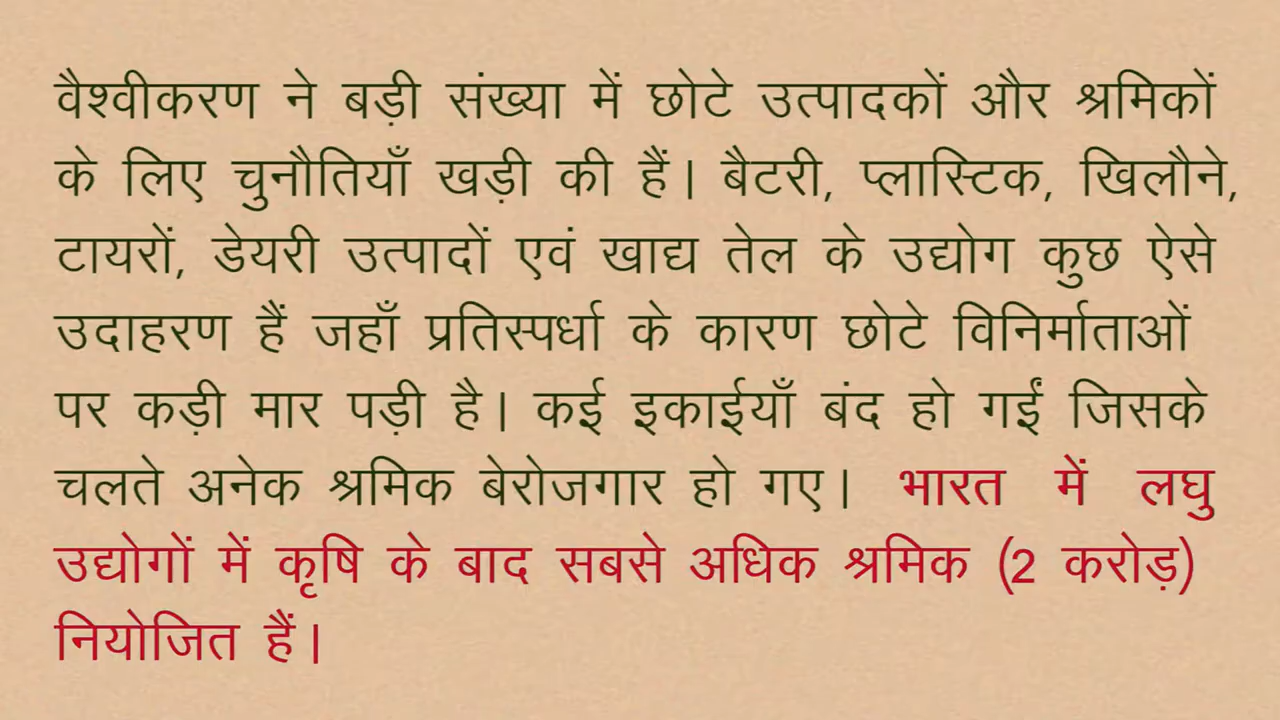 वैश्वीकरण ने बड़ी संख्या में छोटे उत्पादकों और श्रमिकों
के लिए चुनौतियाँ खड़ी की हैं। बैटरी, प्लास्टिक, खिलौने,
टायरों, डेयरी उत्पादों एवं खाद्य तेल के उद्योग कुछ ऐसे
उदाहरण हैं जहाँ प्रतिस्पर्धा के कारण छोटे विनिर्माताओं
पर कड़ी मार पड़ी है। कई इकाईयाँ बंद हो गईं जिसके
चलते अनेक श्रमिक बेरोजगार हो गए। भारत में लघु
उद्योगों में कृषि के बाद सबसे अधिक श्रमिक (2 करोड़)
नियोजित हैं।